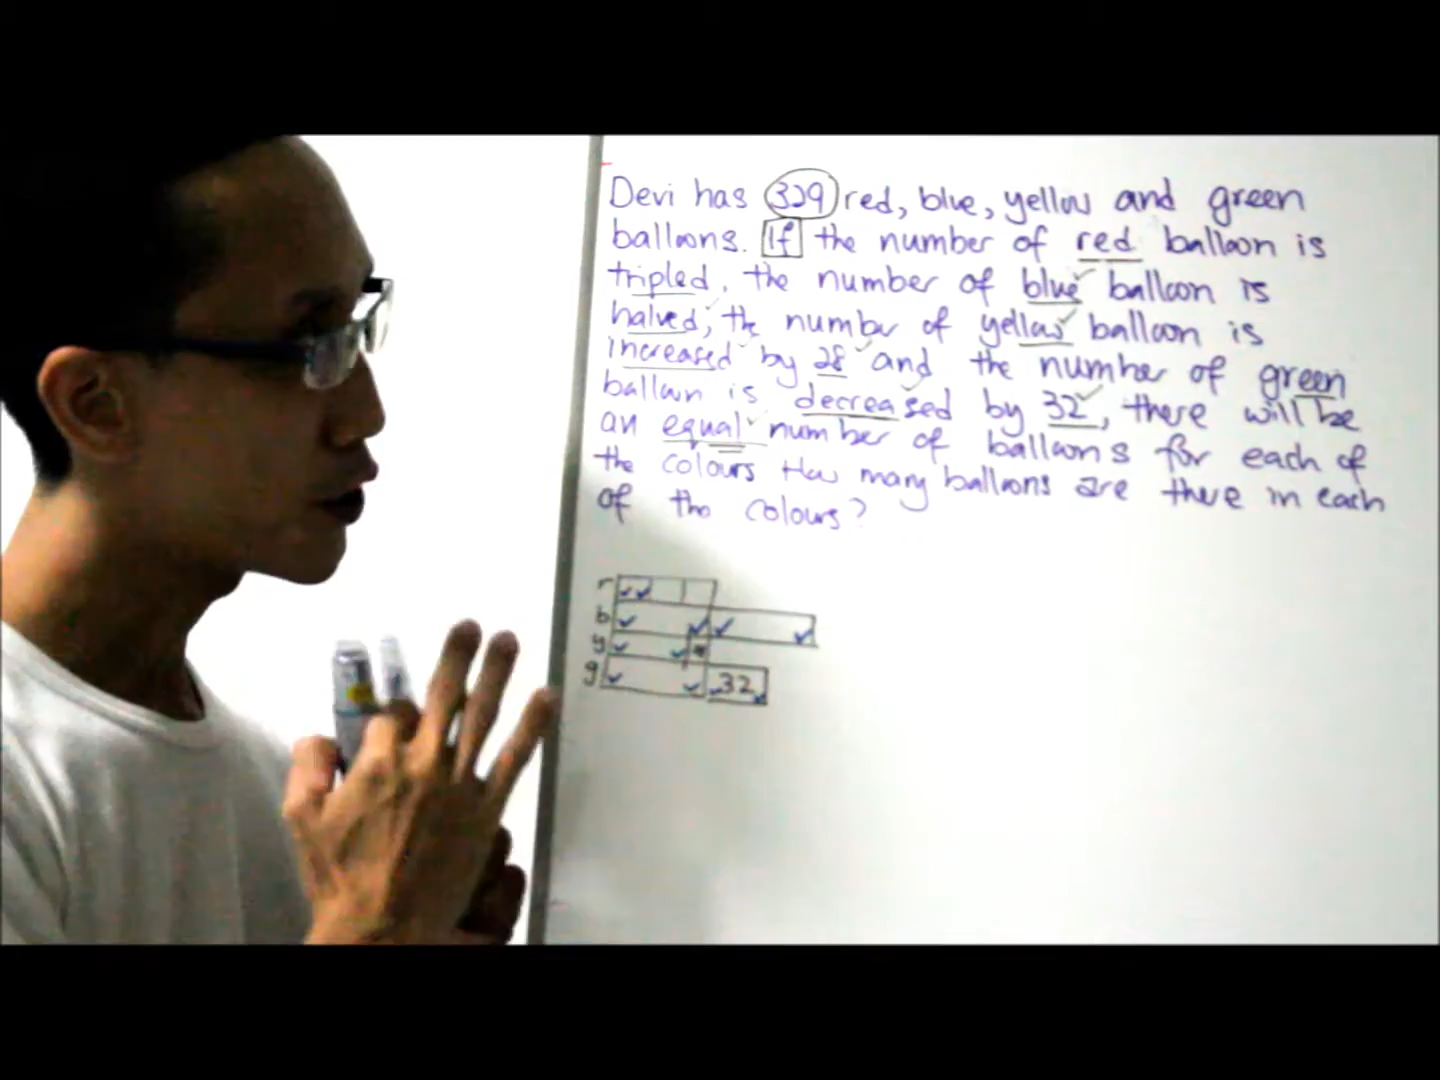 Devi has 329 red, blue, yellow and green
balloons. If the number of red balloon is
tripled, the number of blue balloon is
halved, the number of yellow balloon is
increased by 28 and the number of green
balloon is decreased by 32, there will be
an equal number of balloons for each of
the colours How many balloons are there in each
of the colours?
r
b
y
g 32